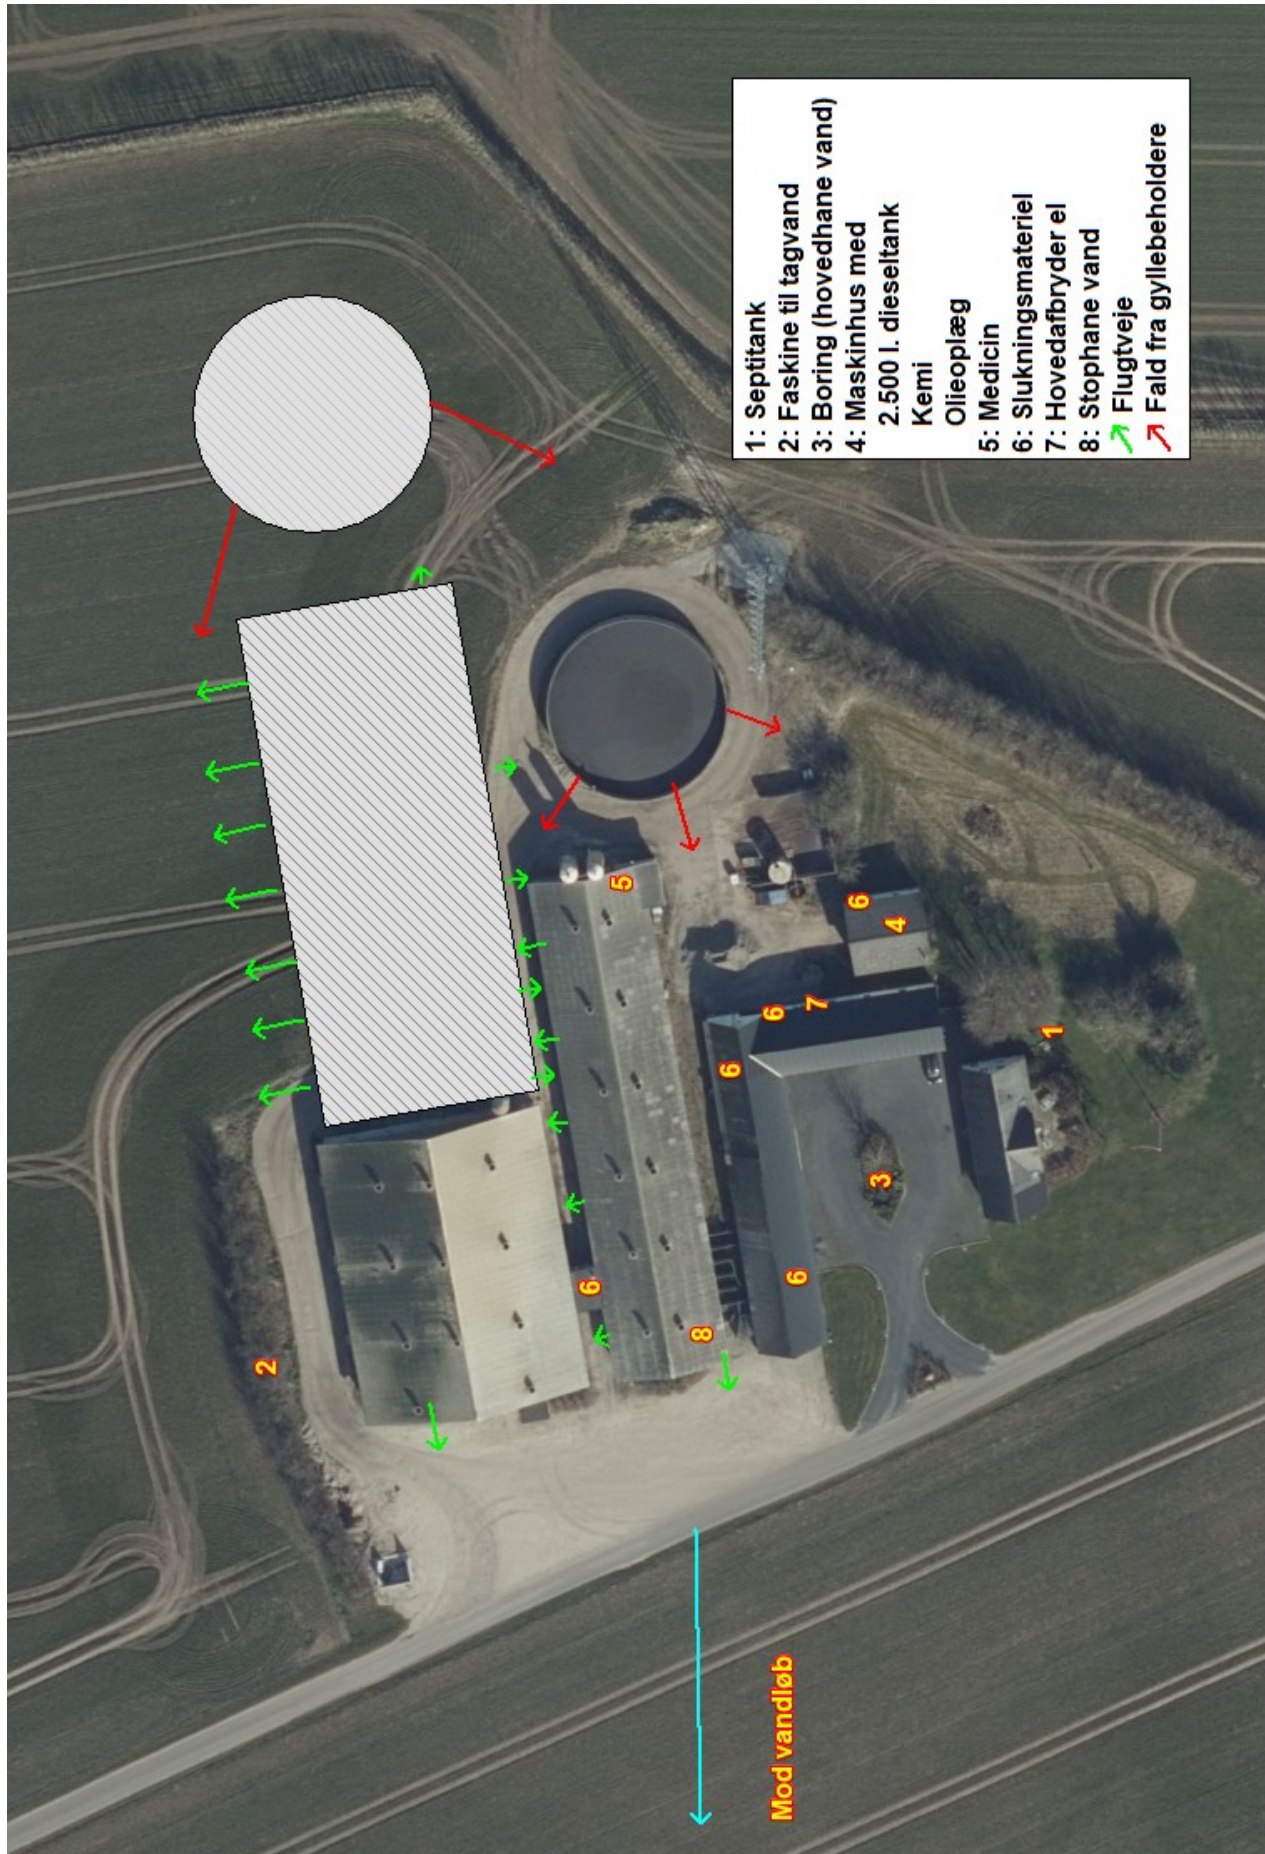 1: Septitank
2: Faskine til tagvand
3: Boring (hovedhane vand)
4: Maskinhus med
2.500 l. dieseltank
Kemi
Olieoplæg
5: Medicin
6: Slukningsmateriel
7: Hovedafbryder el
8: Stophane vand
Flugtveje
Fald fra gyllebeholdere
2
6
8
6
3
6
6
7
1
5
6
4
Mod vandløb